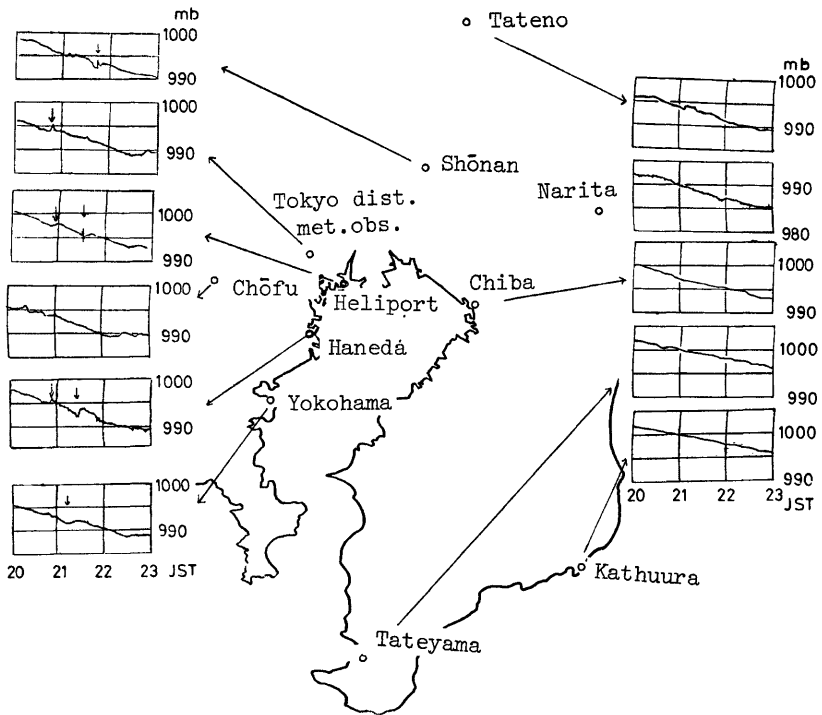 mb
1000
990
1000
990
1000
990
1000
990
1000
990
1000
990
20 21 22 23 JST
Tateno
Shōnan
Narita
Tokyo dist.
met.obs.
Chōfu
Heliport
Chiba
Haneda
Yokohama
Kathuura
Tateyama
mb
1000
990
990
980
1000
990
1000
990
1000
990
20 21 22 23
JST